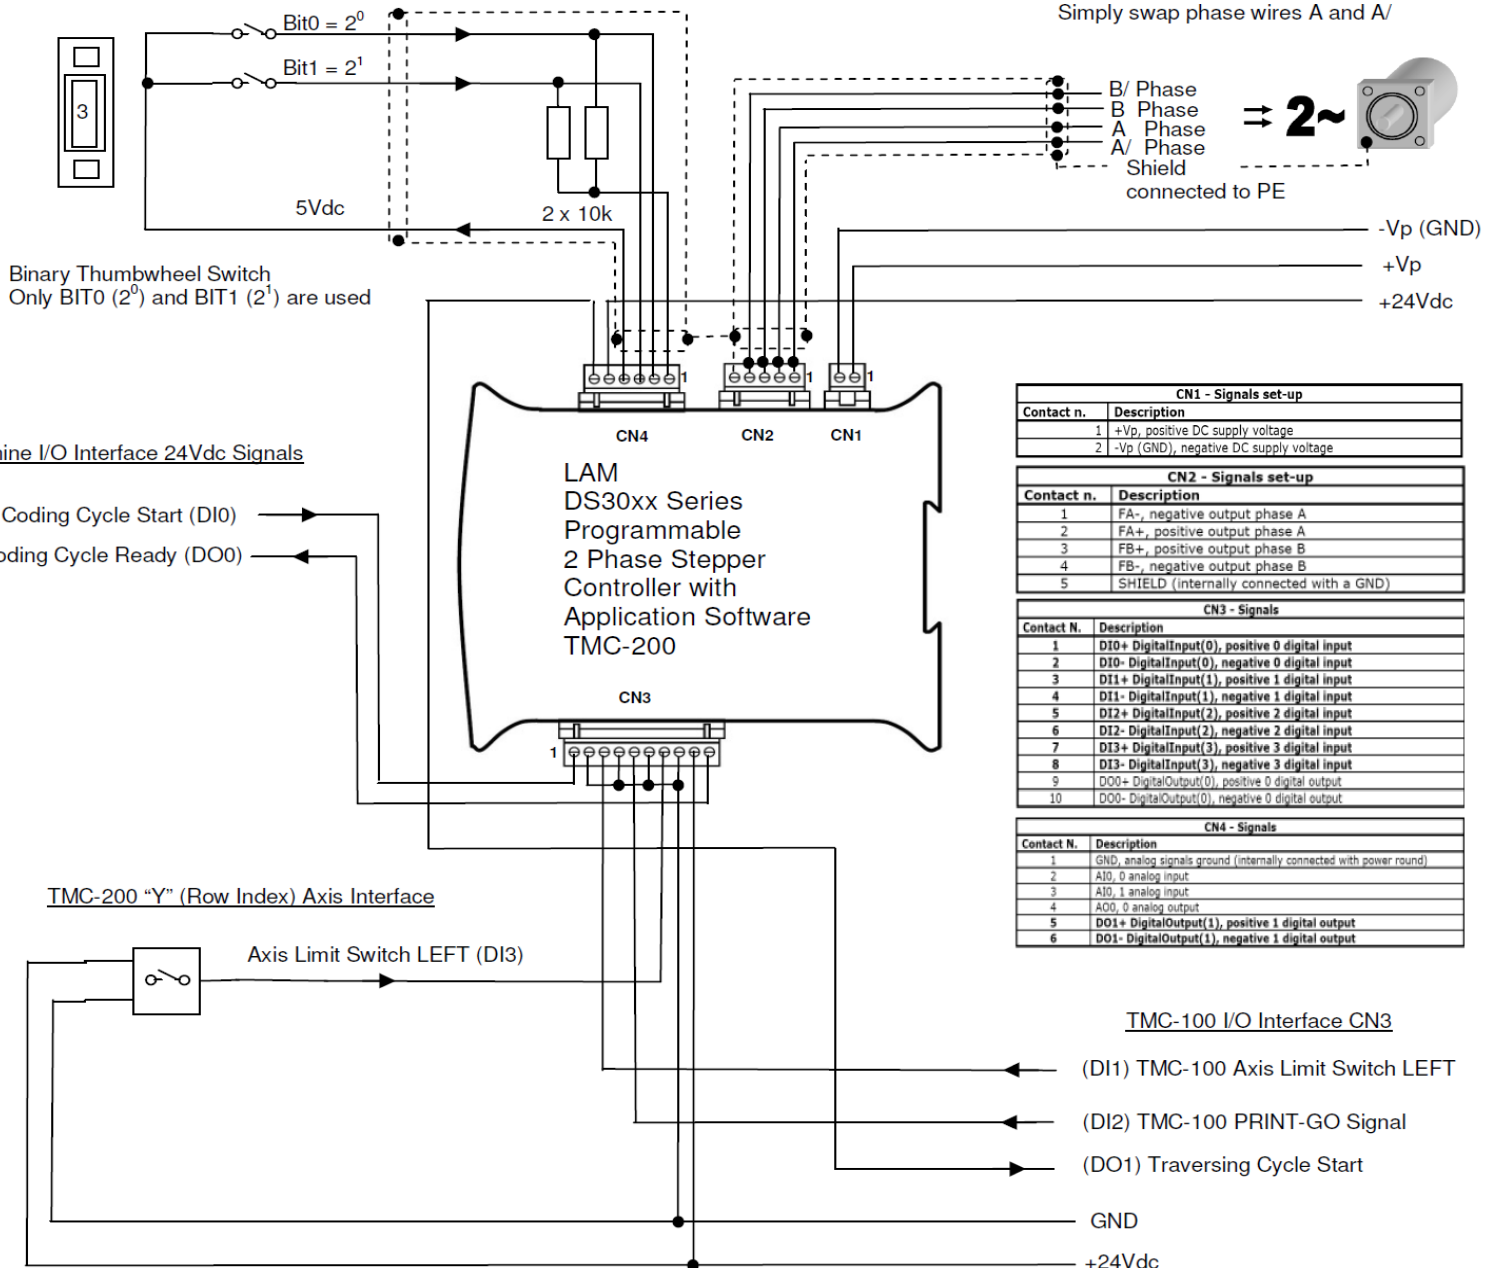 Simply swap phase wires A and A/
Bit0 = 2⁰
Bit1 = 2¹
3
5Vdc
2 x 10k
Binary Thumbwheel Switch
Only BIT0 (2⁰) and BIT1 (2¹) are used
B/ Phase
B Phase
A Phase
A/ Phase
Shield
connected to PE
2~
-Vp (GND)
+Vp
+24Vdc
1
1
1
CN4
CN2
CN1
LAM
DS30xx Series
Programmable
2 Phase Stepper
Controller with
Application Software
TMC-200
CN3
1
I/O Interface 24Vdc Signals
Coding Cycle Start (DI0)
Cycle Ready (DO0)
CN1 - Signals set-up
Contact n. Description
1 +Vp, positive DC supply voltage
2 -Vp (GND), negative DC supply voltage
CN2 - Signals set-up
Contact n. Description
1 FA-, negative output phase A
2 FA+, positive output phase A
3 FB+, positive output phase B
4 FB-, negative output phase B
5 SHIELD (internally connected with a GND)
CN3 - Signals
Contact N. Description
1 DI0+ DigitalInput(0), positive 0 digital input
2 DI0- DigitalInput(0), negative 0 digital input
3 DI1+ DigitalInput(1), positive 1 digital input
4 DI1- DigitalInput(1), negative 1 digital input
5 DI2+ DigitalInput(2), positive 2 digital input
6 DI2- DigitalInput(2), negative 2 digital input
7 DI3+ DigitalInput(3), positive 3 digital input
8 DI3- DigitalInput(3), negative 3 digital input
9 DO0+ DigitalOutput(0), positive 0 digital output
10 DO0- DigitalOutput(0), negative 0 digital output
CN4 - Signals
Contact N. Description
1 GND, analog signals ground (internally connected with power round)
2 AI0, 0 analog input
3 AI0, 1 analog input
4 AO0, 0 analog output
5 DO1+ DigitalOutput(1), positive 1 digital output
6 DO1- DigitalOutput(1), negative 1 digital output
TMC-200 “Y” (Row Index) Axis Interface
Axis Limit Switch LEFT (DI3)
TMC-100 I/O Interface CN3
(DI1) TMC-100 Axis Limit Switch LEFT
(DI2) TMC-100 PRINT-GO Signal
(DO1) Traversing Cycle Start
GND
+24Vdc